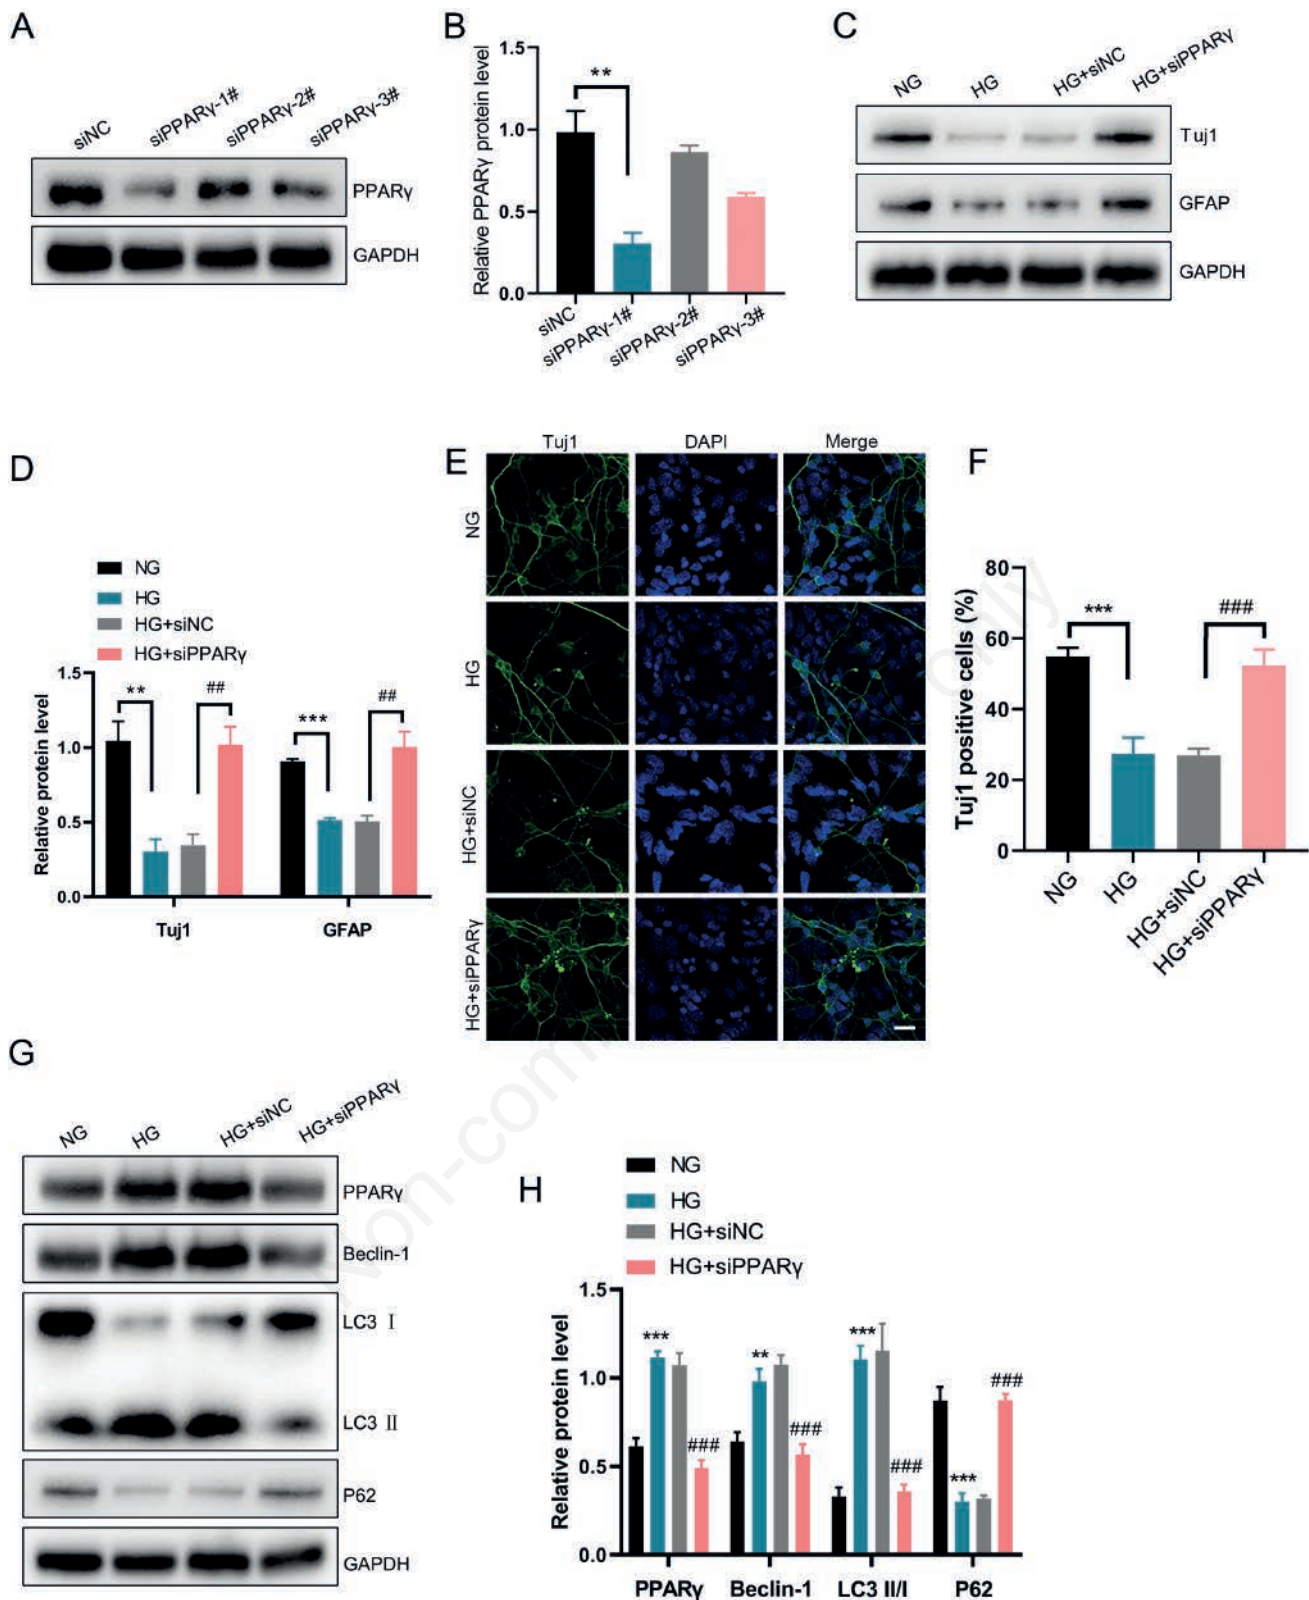 A
siNC
siPPARγ-1#
siPPARγ-2#
siPPARγ-3#
PPARγ
GAPDH
B
Relative PPARγ protein level
1.5
1.0
0.5
0.0
**
siNC
siPPARγ-1#
siPPARγ-2#
siPPARγ-3#
C
NG
HG
HG+siNC
HG+siPPARγ
Tuj1
GFAP
GAPDH
D
NG
HG
HG+siNC
HG+siPPARγ
Relative protein level
1.5
1.0
0.5
0.0
**
##
***
##
Tuj1
GFAP
E
Tuj1
DAPI
Merge
NG
HG
HG+siNC
HG+siPPARγ
F
Tuj1 positive cells (%)
80
60
40
20
0
***
###
NG
HG
HG+siNC
HG+siPPARγ
G
NG
HG
HG+siNC
HG+siPPARγ
PPARγ
Beclin-1
LC3 Ⅰ
LC3 Ⅱ
P62
GAPDH
H
NG
HG
HG+siNC
HG+siPPARγ
Relative protein level
1.5
1.0
0.5
0.0
***
###
**
###
***
###
***
###
PPARγ
Beclin-1
LC3 II/I
P62
only